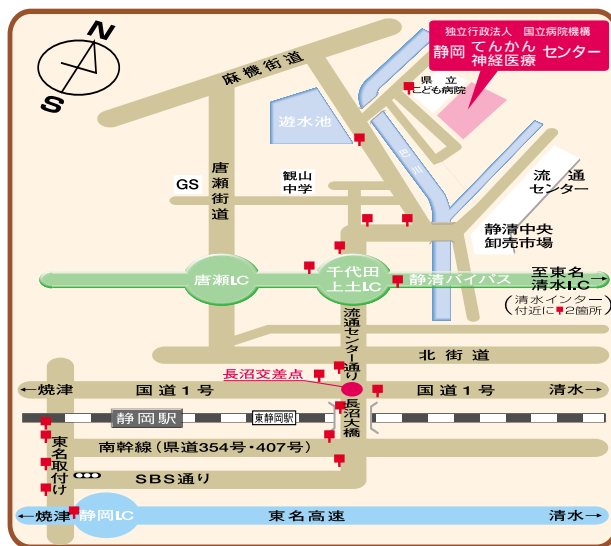 N
S
独立行政法人 国立病院機構
静岡 てんかん 神経医療 センター
麻機街道
県立
こども病院
遊水池
巴川
唐瀬街道
GS
観山
中学
流通
センター
静清中央
卸売市場
唐瀬I.C
千代田
上土I.C
静清バイパス
至東名
清水I.C
(清水インター
付近に 2箇所)
流通センター通り
北街道
長沼交差点
←焼津
国道1号
国道1号
清水→
静岡駅
東静岡駅
長沼大橋
東名取付け
南幹線(県道354号・407号)
SBS通り
静岡I.C
←焼津
東名高速
清水→